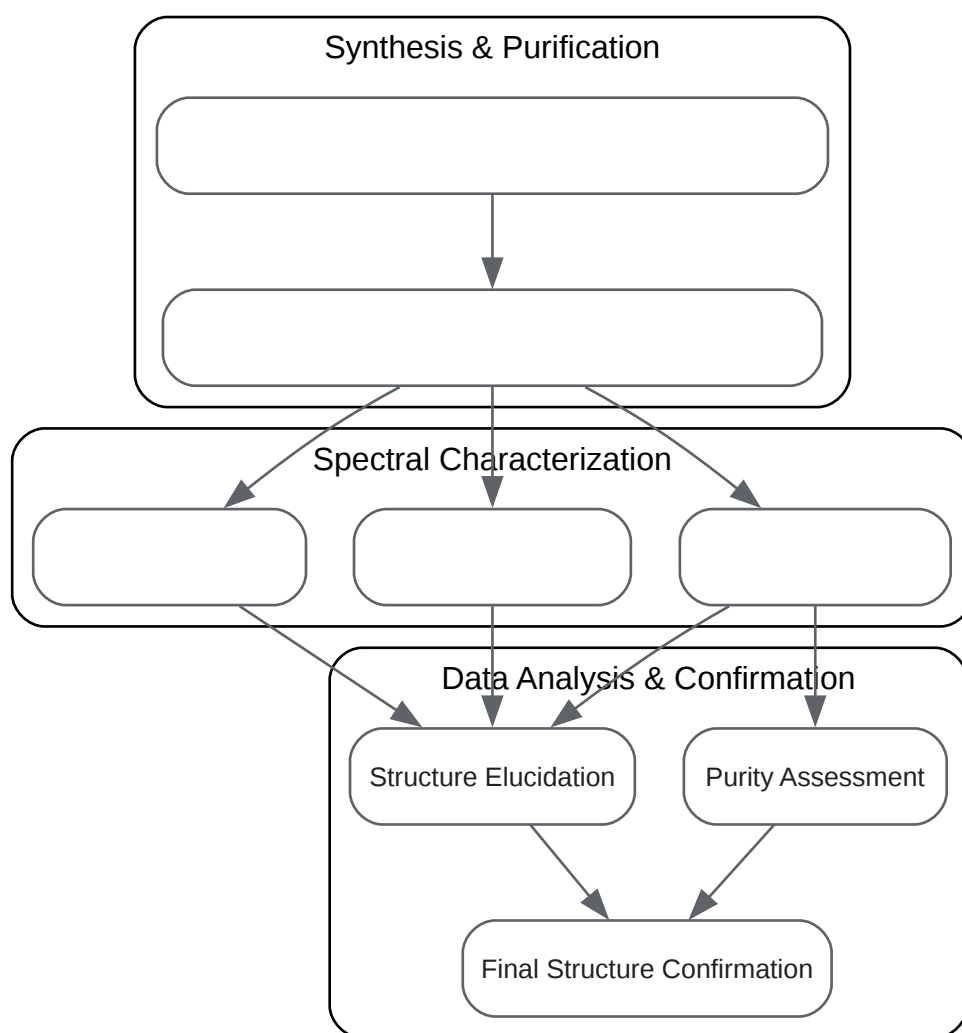 Synthesis & Purification
Spectral Characterization
Data Analysis & Confirmation
Structure Elucidation
Purity Assessment
Final Structure Confirmation